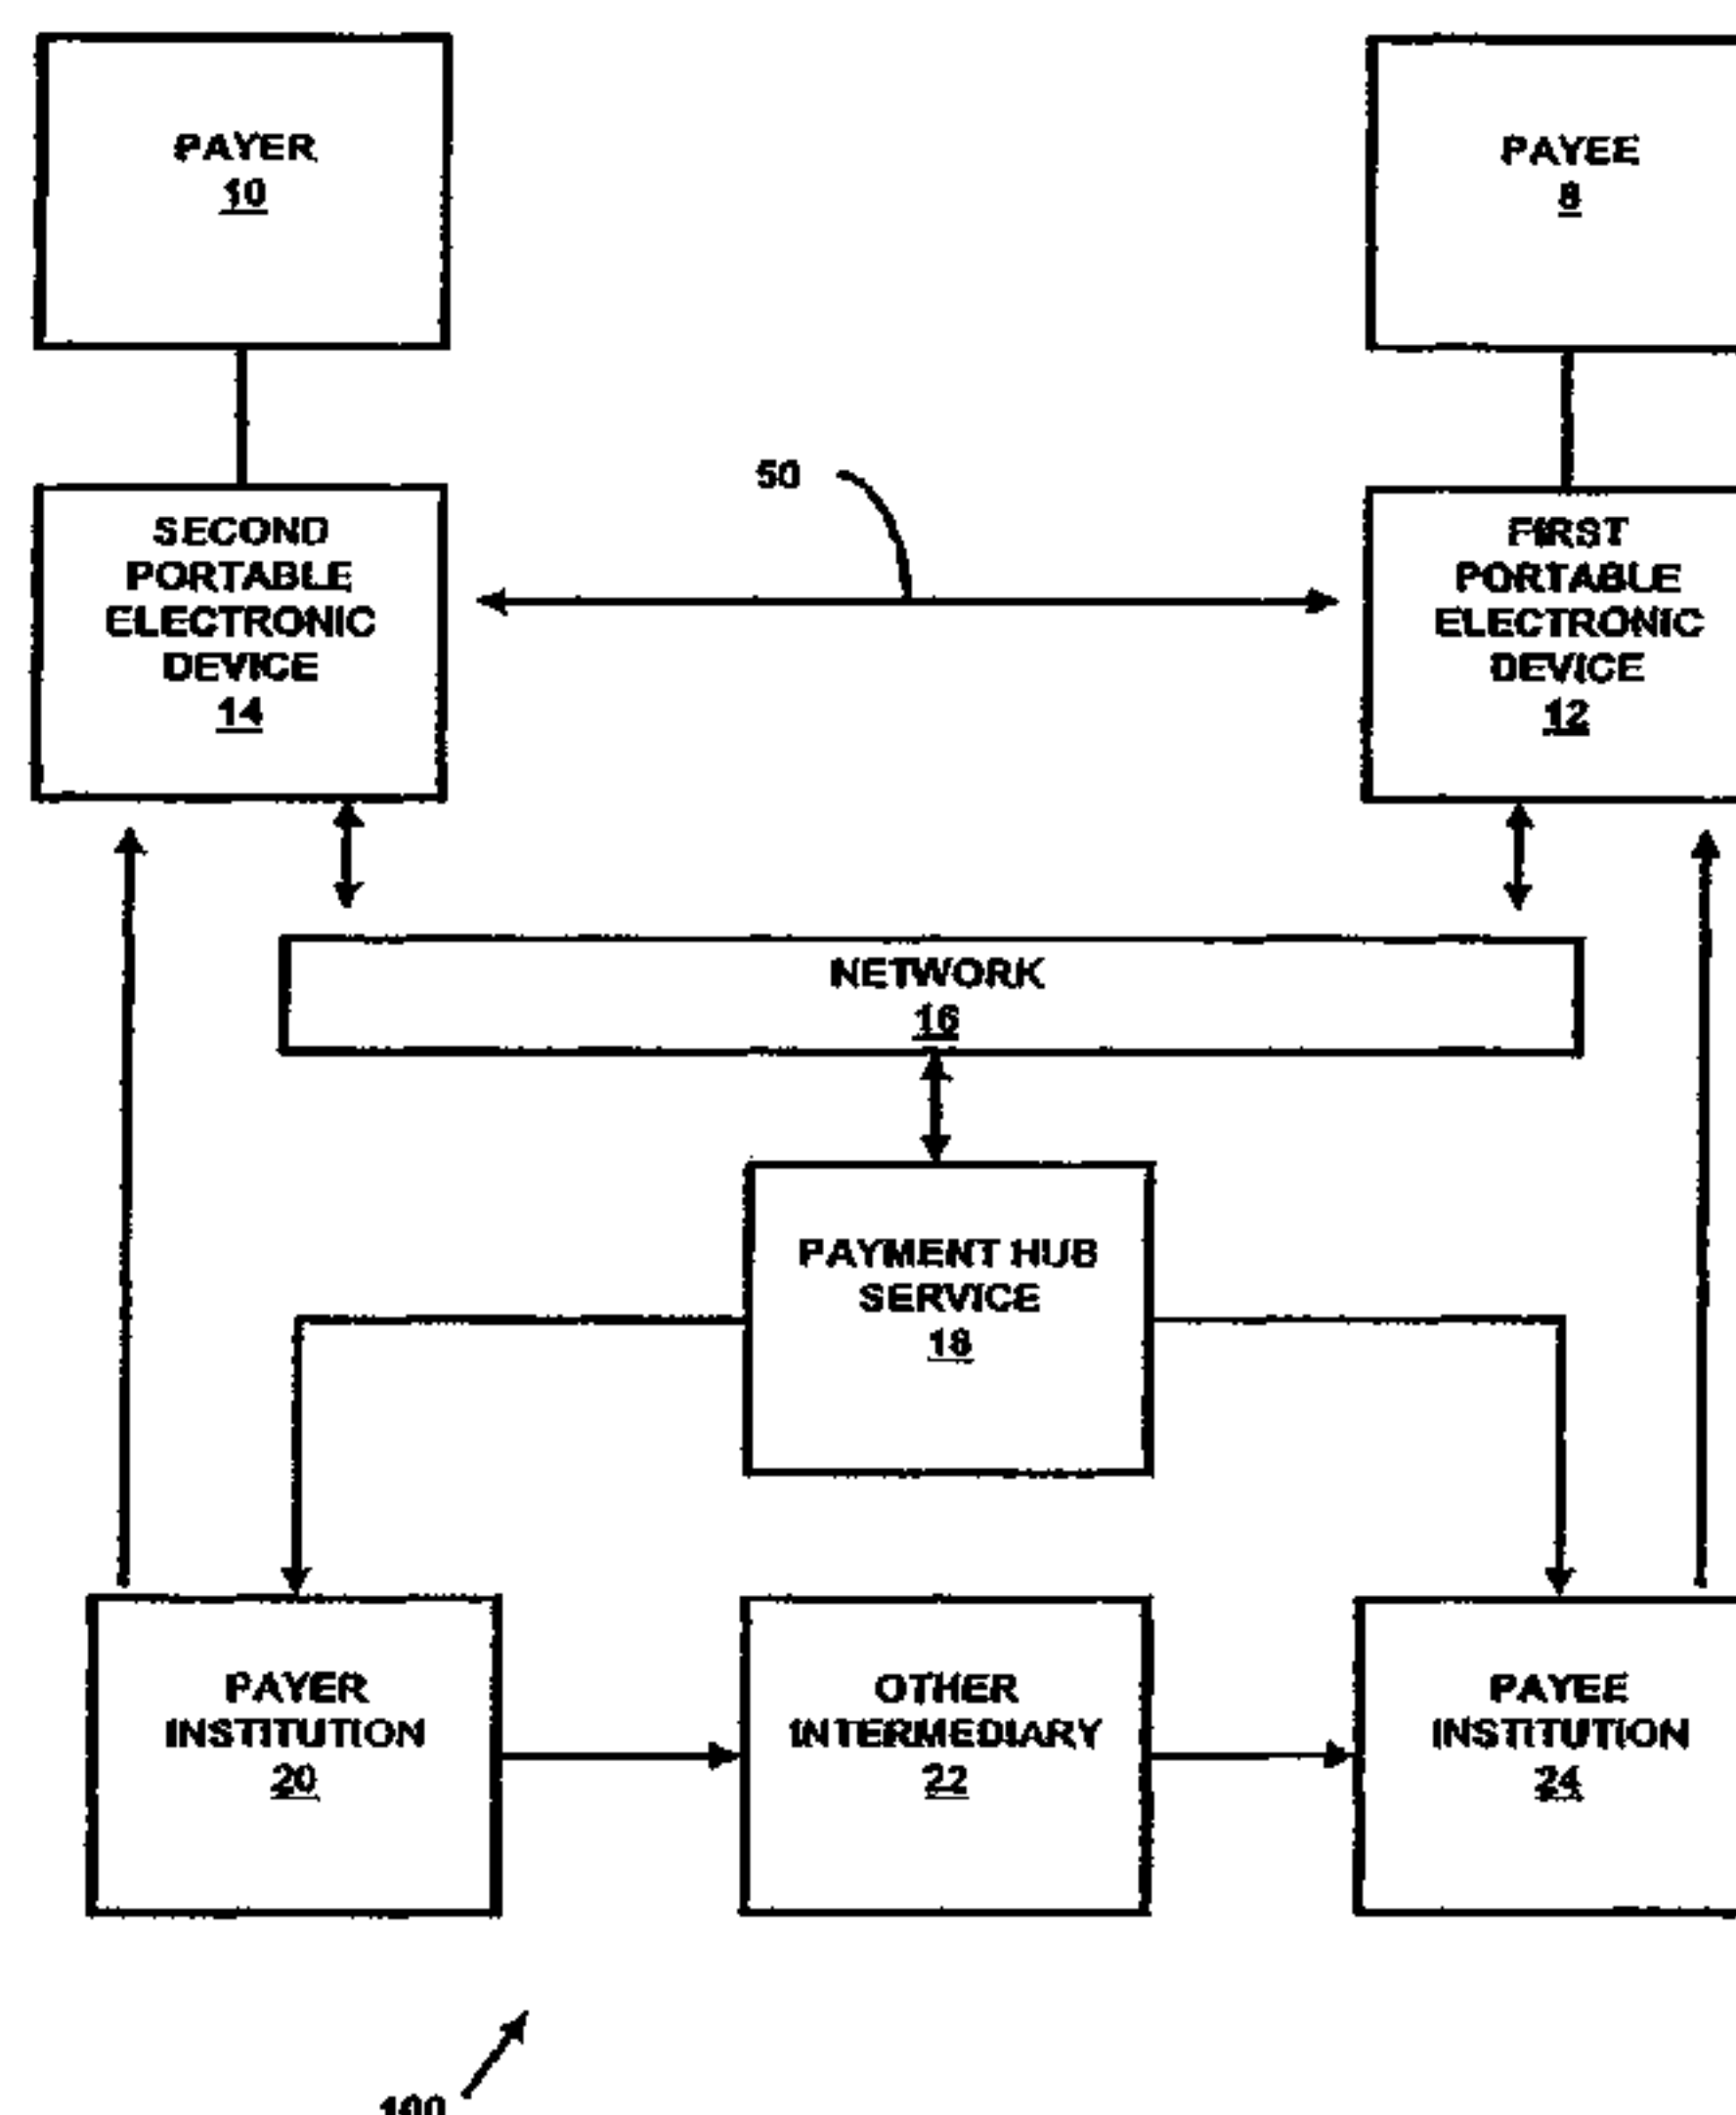 PAYER
10
PAYEE
8
50
SECOND
PORTABLE
ELECTRONIC
DEVICE
14
FIRST
PORTABLE
ELECTRONIC
DEVICE
12
NETWORK
16
PAYMENT HUB
SERVICE
18
PAYER
INSTITUTION
20
OTHER
INTERMEDIARY
22
PAYEE
INSTITUTION
24
100